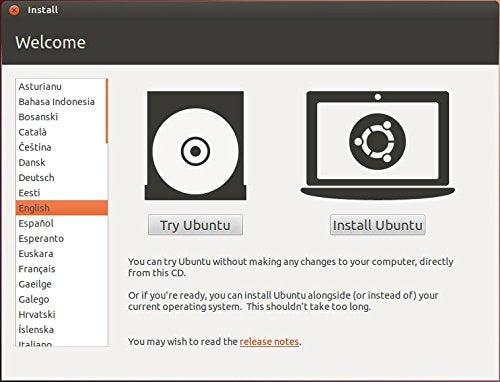 Install
Welcome
Asturianu
Bahasa Indonesia
Bosanski
Català
Čeština
Dansk
Deutsch
Eesti
English
Español
Esperanto
Euskara
Français
Gaeilge
Galego
Hrvatski
Íslenska
Italiano
Try Ubuntu
Install Ubuntu
You can try Ubuntu without making any changes to your computer, directly
from this CD.
Or if you're ready, you can install Ubuntu alongside (or instead of) your
current operating system. This shouldn't take too long.
You may wish to read the release notes.